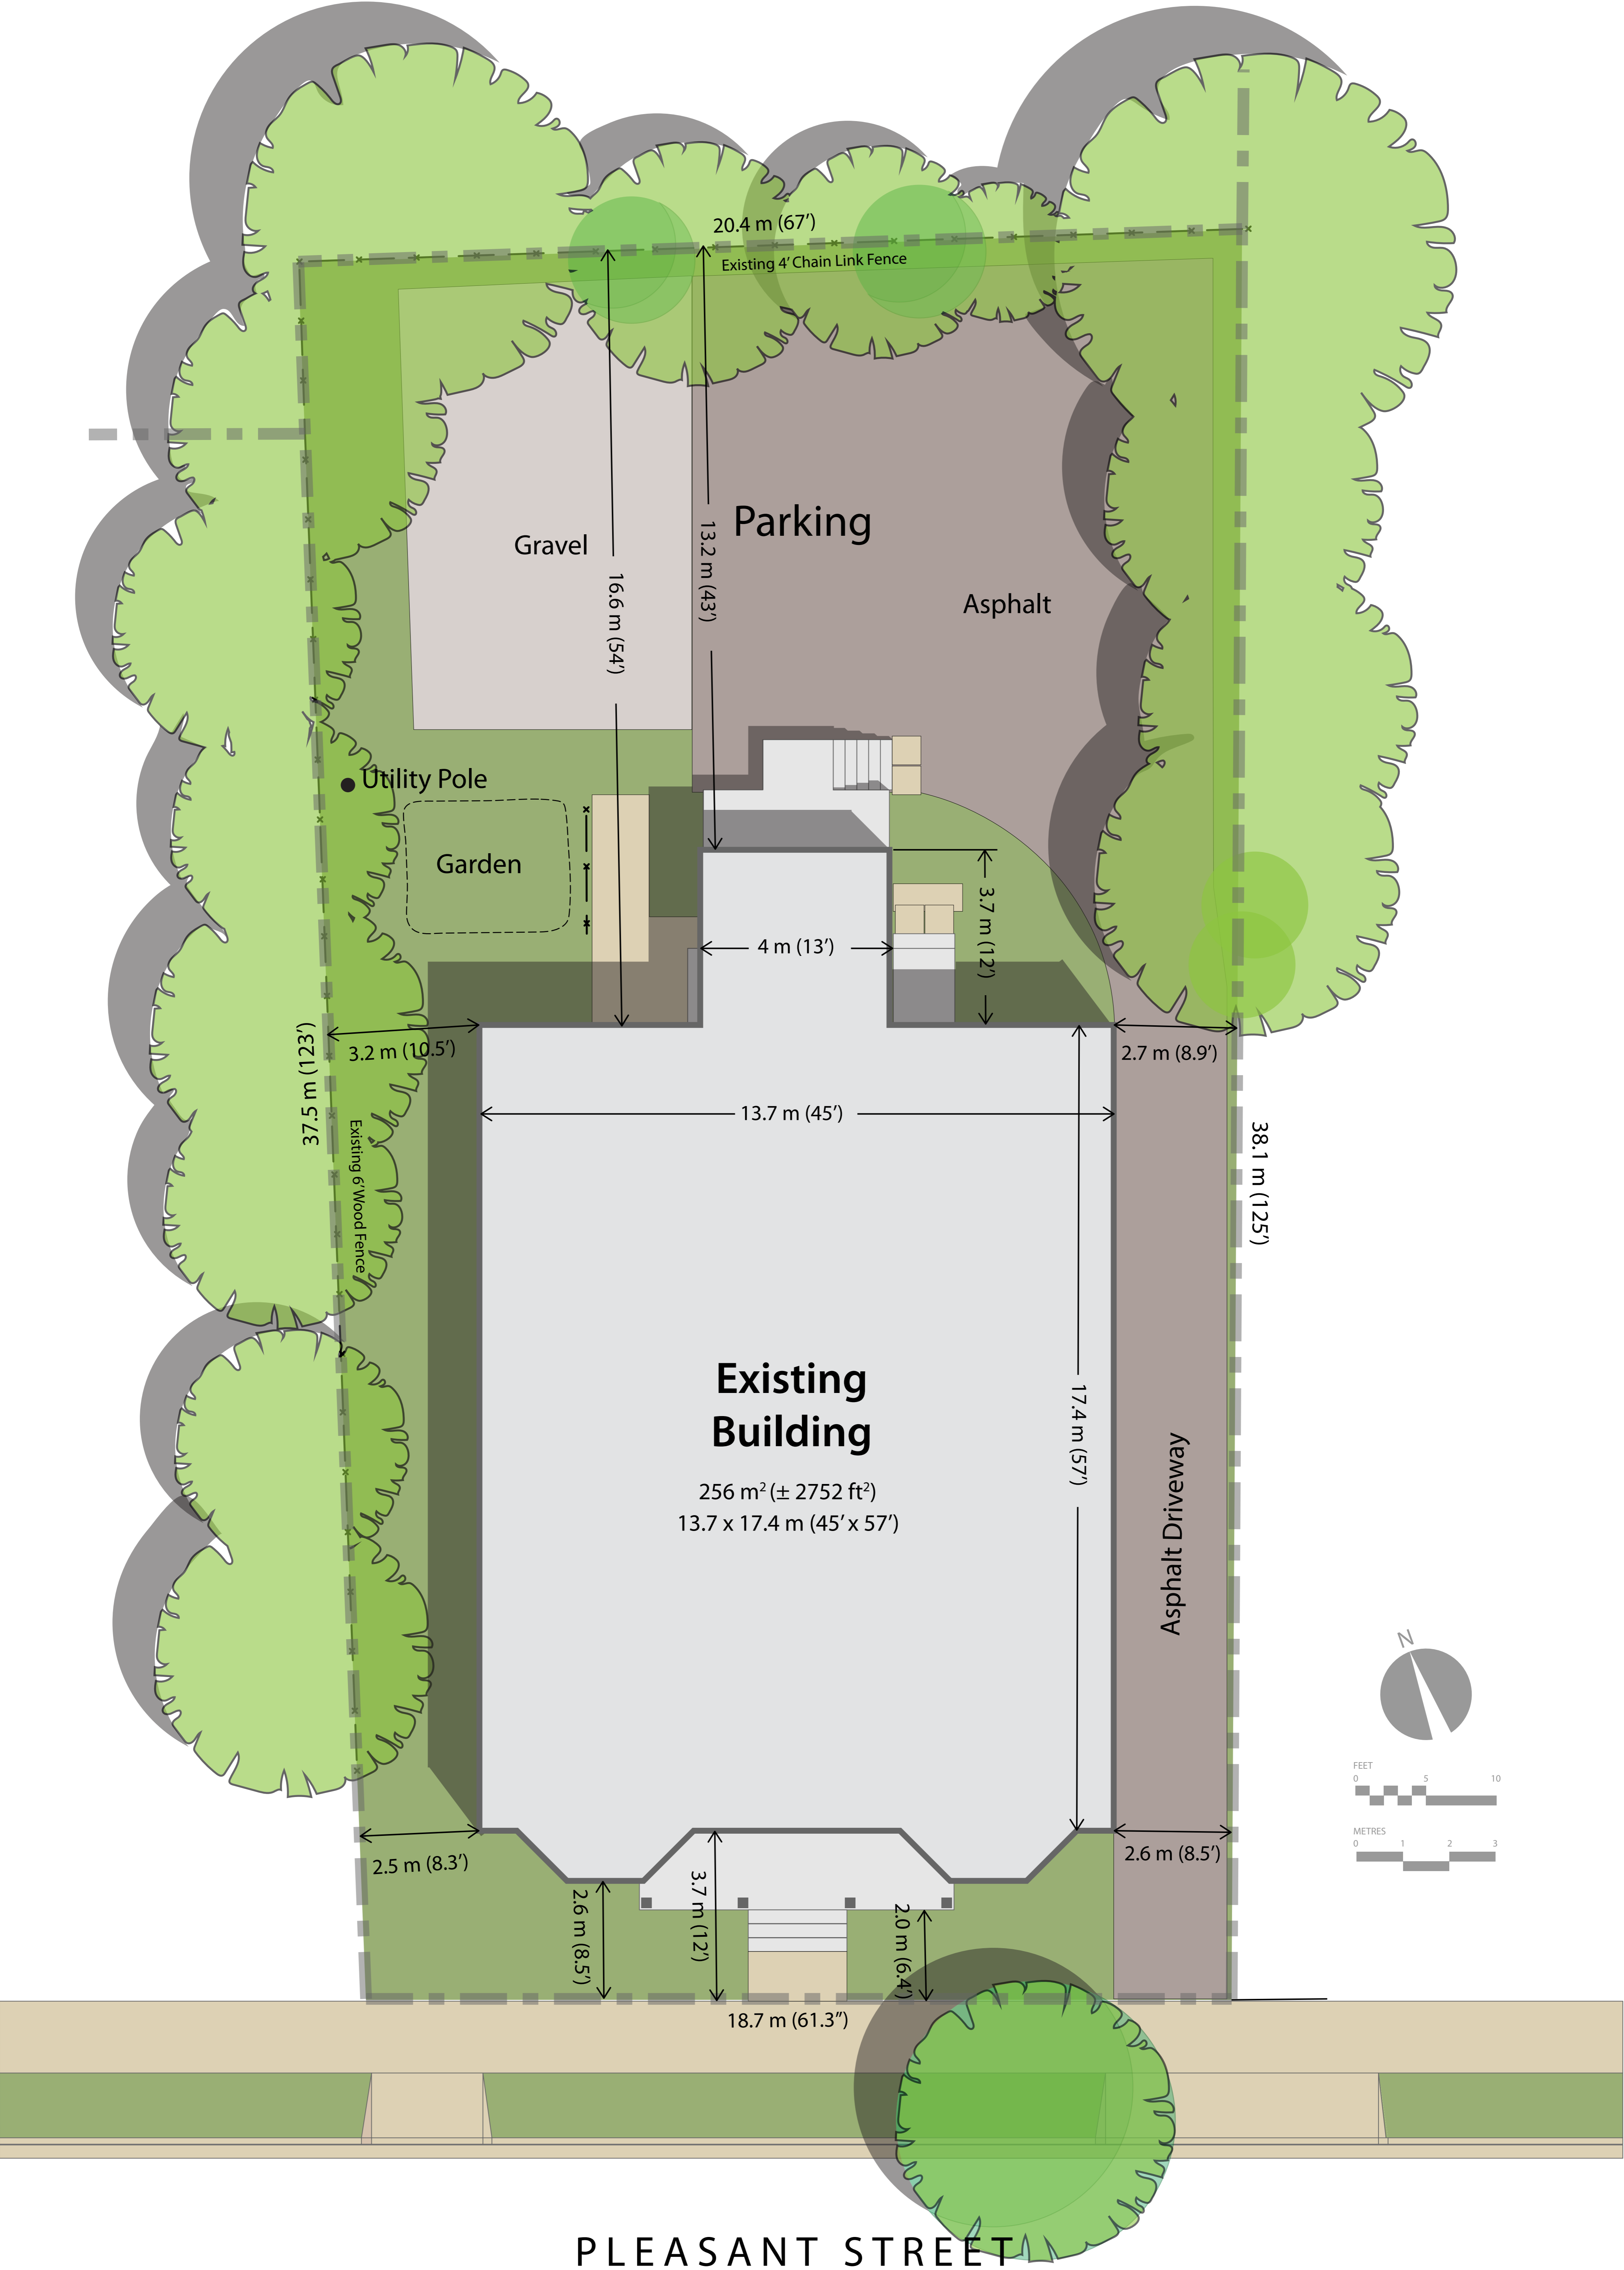 20.4 m (67′)
Existing 4′ Chain Link Fence
Parking
Gravel
13.2 m (43′)
16.6 m (54′)
Asphalt
Utility Pole
Garden
3.7 m (12′)
4 m (13′)
37.5 m (123′)
3.2 m (10.5′)
2.7 m (8.9′)
13.7 m (45′)
Existing 6′ Wood Fence
38.1 m (125′)
Existing
Building
17.4 m (57′)
256 m² (± 2752 ft²)
13.7 x 17.4 m (45′ x 57′)
Asphalt Driveway
N
FEET
0 5 10
METRES
0 1 2 3
2.5 m (8.3′)
2.6 m (8.5′)
2.6 m (8.5′)
3.7 m (12′)
2.0 m (6.4′)
18.7 m (61.3″)
PLEASANT STREET